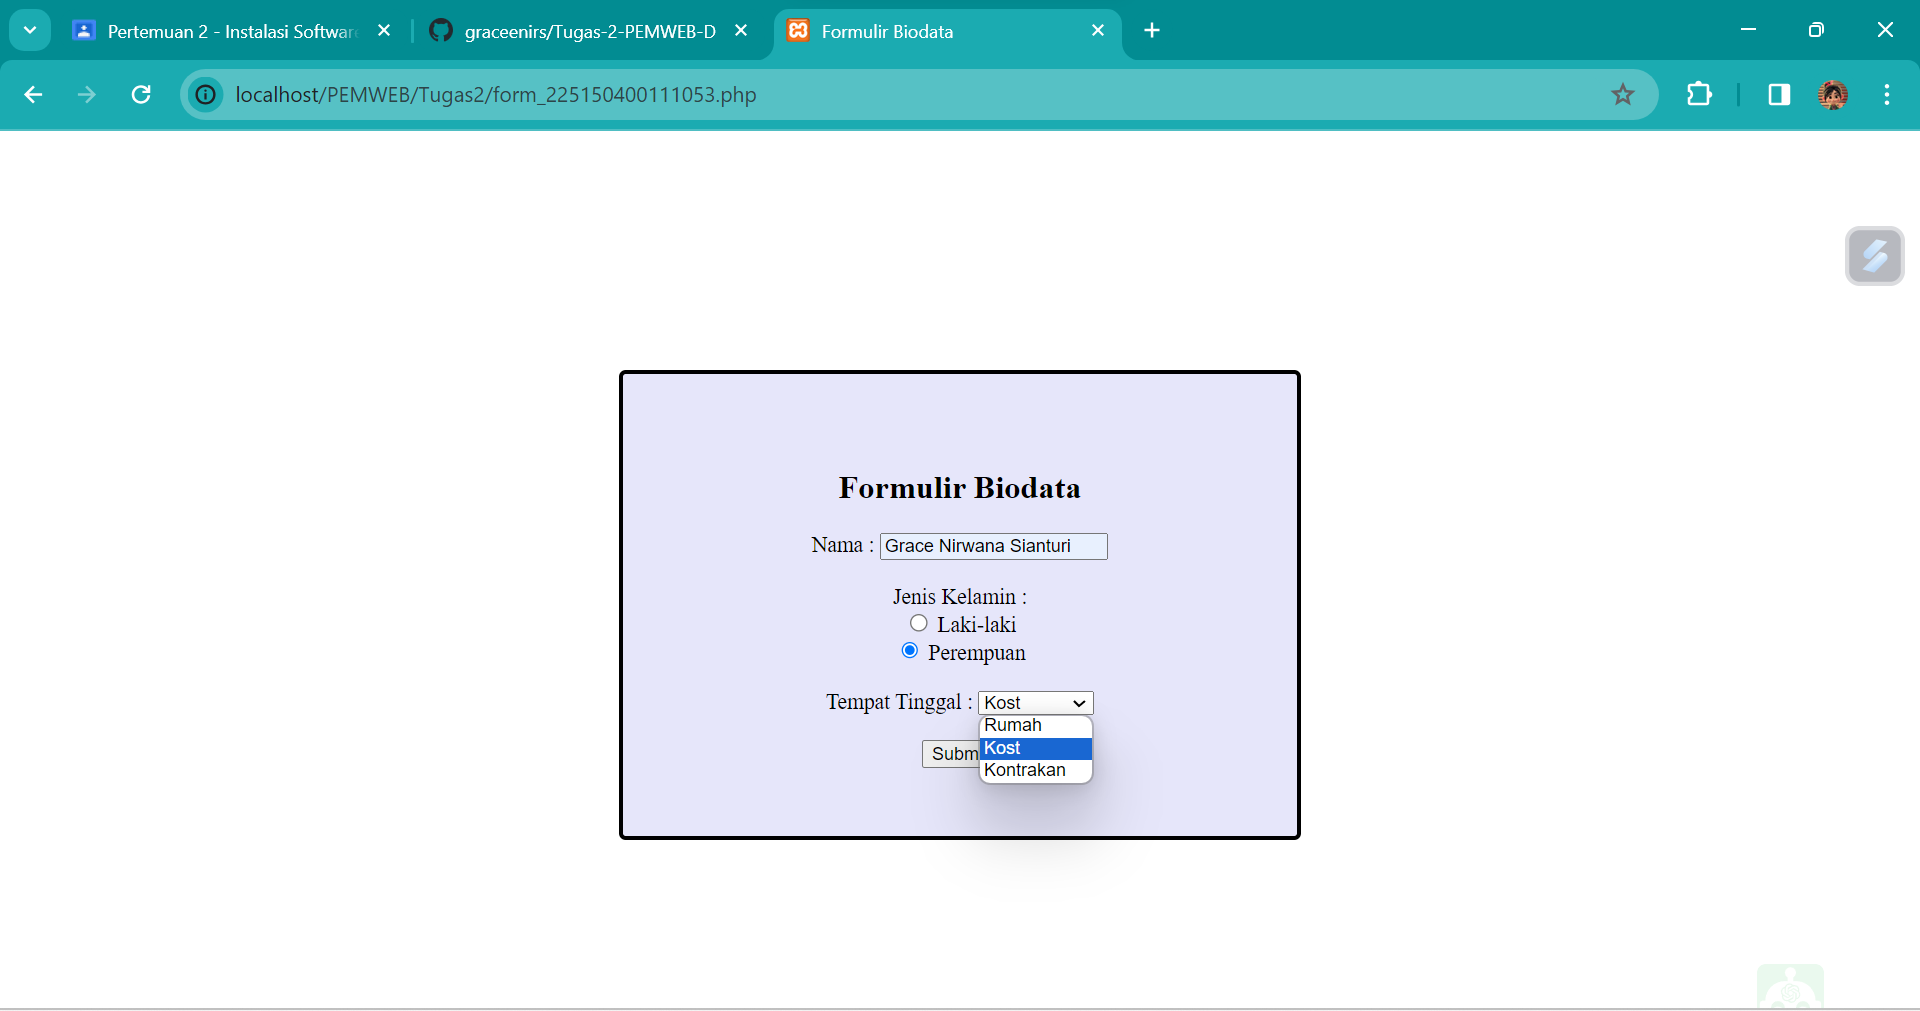 Pertemuan 2 - Instalasi Softwar
graceenirs/Tugas-2-PEMWEB-D
Formulir Biodata
localhost/PEMWEB/Tugas2/form_225150400111053.php
Formulir Biodata
Nama : Grace Nirwana Sianturi
Jenis Kelamin :
Laki-laki
Perempuan
Tempat Tinggal : Kost
Rumah
Kost
Kontrakan
Subm